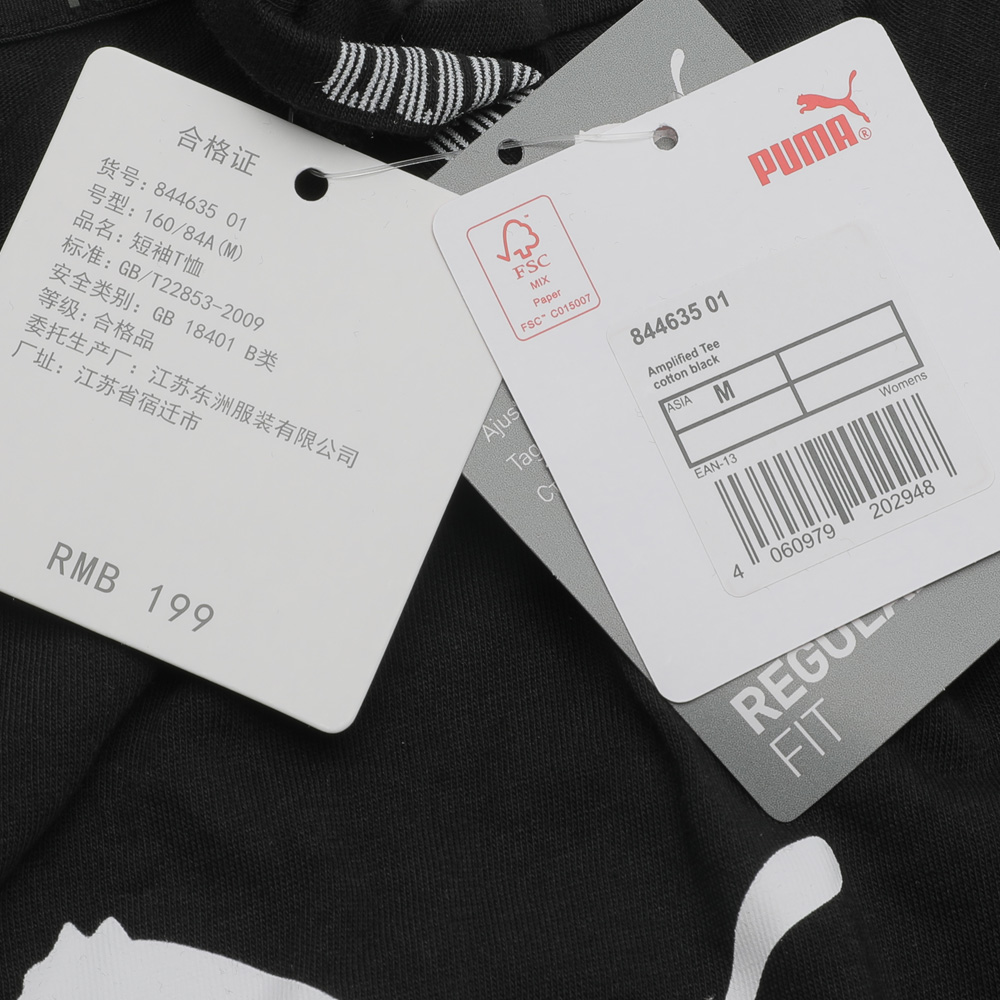 合格证
货号: 844635 01
号型: 160/84A(M)
品名: 短袖T恤
标准: GB/T22853-2009
安全类别: GB 18401 B类
等级: 合格品
委托生产厂: 江苏东洲服装有限公司
厂址: 江苏省宿迁市
RMB 199
PUMA®
FSC
MIX
Paper
FSC™ C015007
844635 01
Amplified Tee
cotton black
ASIA M
Womens
EAN-13
4 060979 202948
REGULAR
FIT